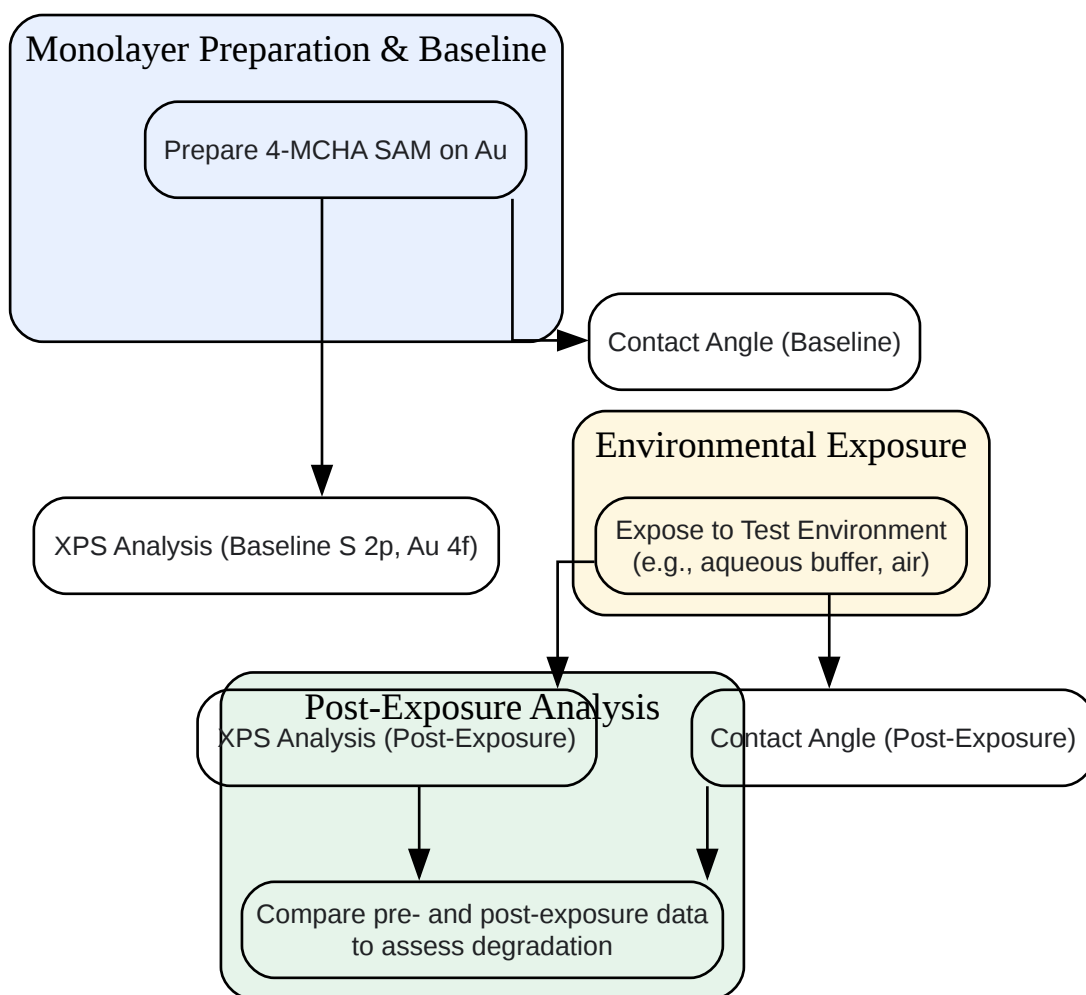 Monolayer Preparation & Baseline
Prepare 4-MCHA SAM on Au
Contact Angle (Baseline)
Environmental Exposure
XPS Analysis (Baseline S 2p, Au 4f)
Expose to Test Environment
(e.g., aqueous buffer, air)
Post-Exposure Analysis
XPS Analysis (Post-Exposure)
Contact Angle (Post-Exposure)
Compare pre- and post-exposure data
to assess degradation